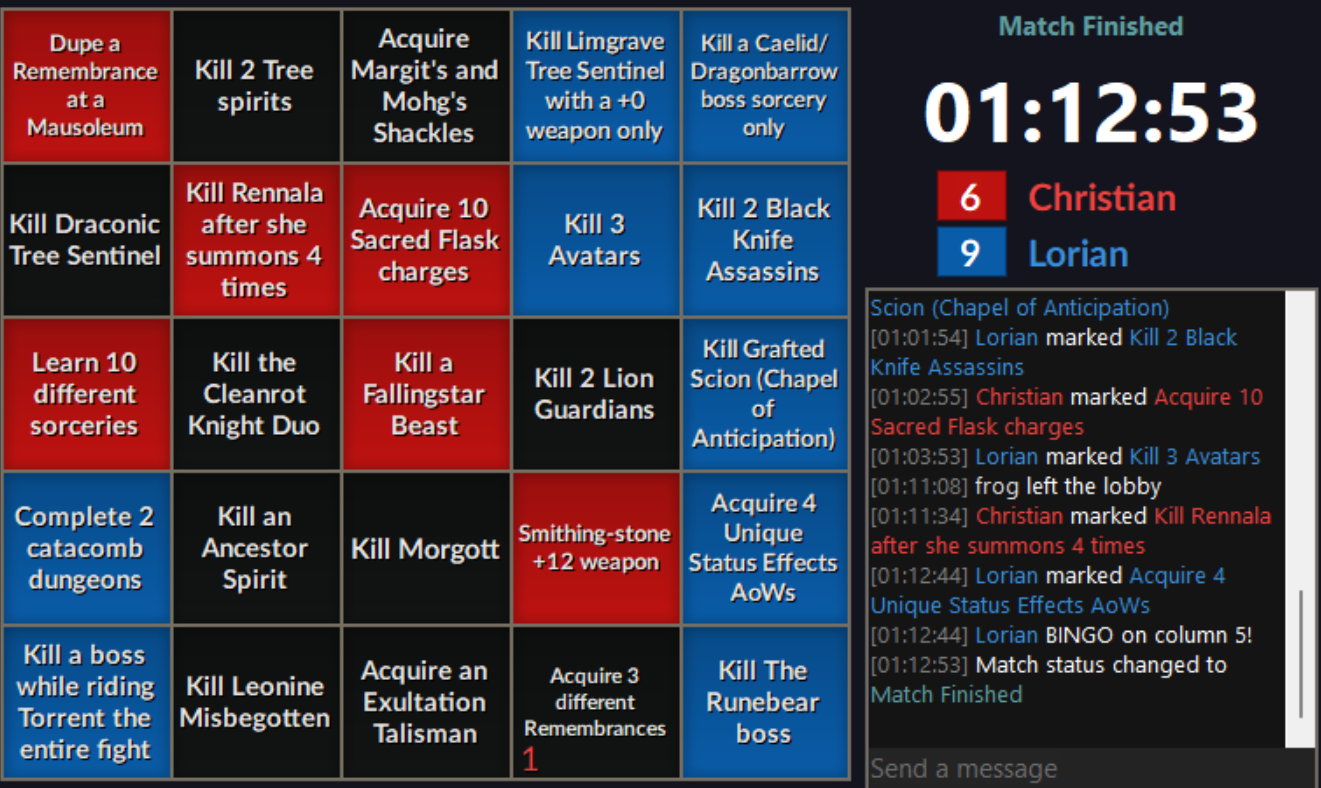 Dupe a
Remembrance
at a
Mausoleum
Kill 2 Tree
spirits
Acquire
Margit's and
Mohg's
Shackles
Kill Limgrave
Tree Sentinel
with a +0
weapon only
Kill a Caelid/
Dragonbarrow
boss sorcery
only
Kill Draconic
Tree Sentinel
Kill Rennala
after she
summons 4
times
Acquire 10
Sacred Flask
charges
Kill 3
Avatars
Kill 2 Black
Knife
Assassins
Learn 10
different
sorceries
Kill the
Cleanrot
Knight Duo
Kill a
Fallingstar
Beast
Kill 2 Lion
Guardians
Kill Grafted
Scion (Chapel
of
Anticipation)
Complete 2
catacomb
dungeons
Kill an
Ancestor
Spirit
Kill Morgott
Smithing-stone
+12 weapon
Acquire 4
Unique
Status Effects
AoWs
Kill a boss
while riding
Torrent the
entire fight
Kill Leonine
Misbegotten
Acquire an
Exultation
Talisman
Acquire 3
different
Remembrances
1
Kill The
Runebear
boss
Match Finished
01:12:53
6 Christian
9 Lorian
Scion (Chapel of Anticipation)
[01:01:54] Lorian marked Kill 2 Black
Knife Assassins
[01:02:55] Christian marked Acquire 10
Sacred Flask charges
[01:03:53] Lorian marked Kill 3 Avatars
[01:11:08] frog left the lobby
[01:11:34] Christian marked Kill Rennala
after she summons 4 times
[01:12:44] Lorian marked Acquire 4
Unique Status Effects AoWs
[01:12:44] Lorian BINGO on column 5!
[01:12:53] Match status changed to
Match Finished
Send a message